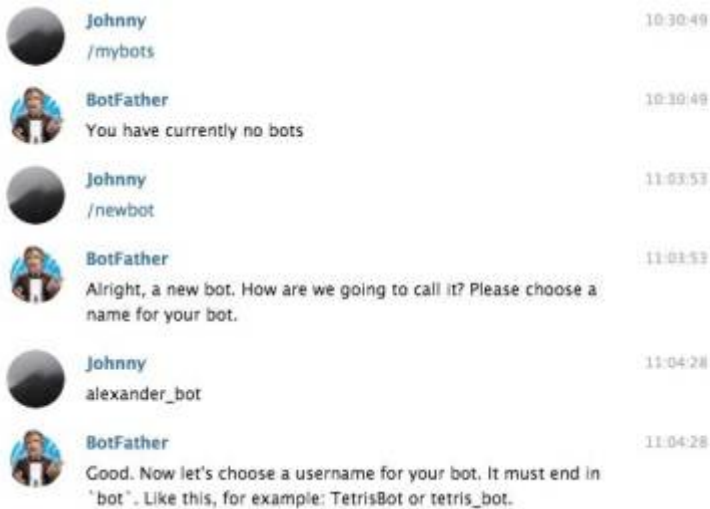 Johnny 10:30:49
/mybots
BotFather 10:30:49
You have currently no bots
Johnny 11:03:53
/newbot
BotFather 11:03:53
Alright, a new bot. How are we going to call it? Please choose a
name for your bot.
Johnny 11:04:28
alexander_bot
BotFather 11:04:28
Good. Now let's choose a username for your bot. It must end in
`bot`. Like this, for example: TetrisBot or tetris_bot.